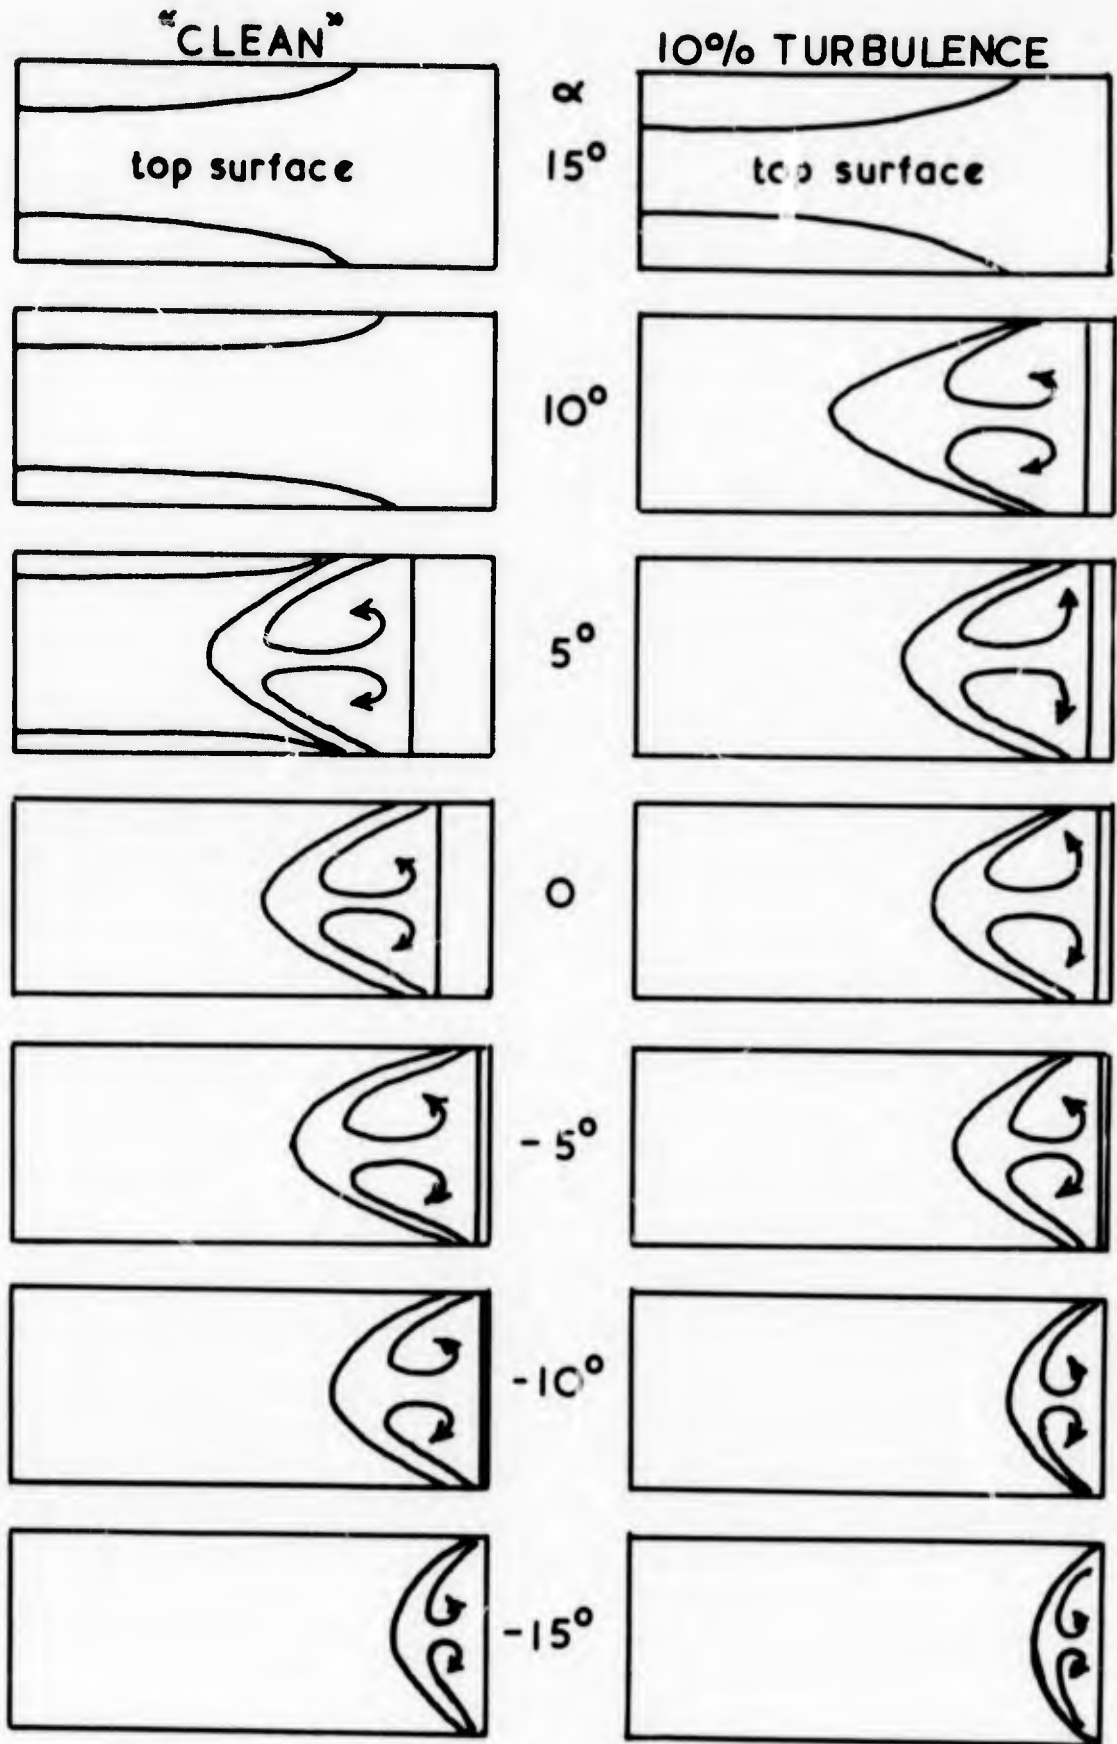 "CLEAN"
10% TURBULENCE
α
top surface
15°
top surface
10°
5°
0
-5°
-10°
-15°